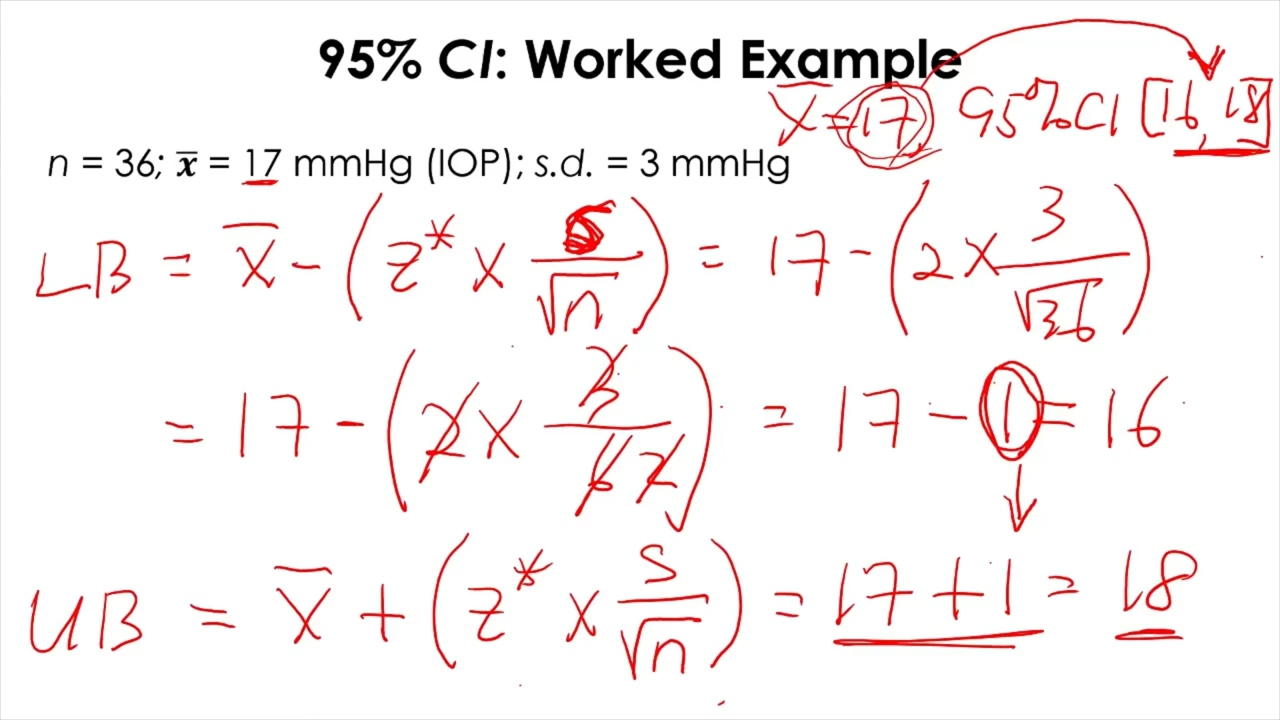 95% CI: Worked Example
x̄ = 17 95% CI [16, 18]
n = 36; x̄ = 17 mmHg (IOP); s.d. = 3 mmHg
LB = x̄ - (z* × s/√n) = 17 - (2 × 3/√36)
= 17 - (2 × 3/6 2) = 17 - 1 = 16
UB = x̄ + (z* × s/√n) = 17 + 1 = 18